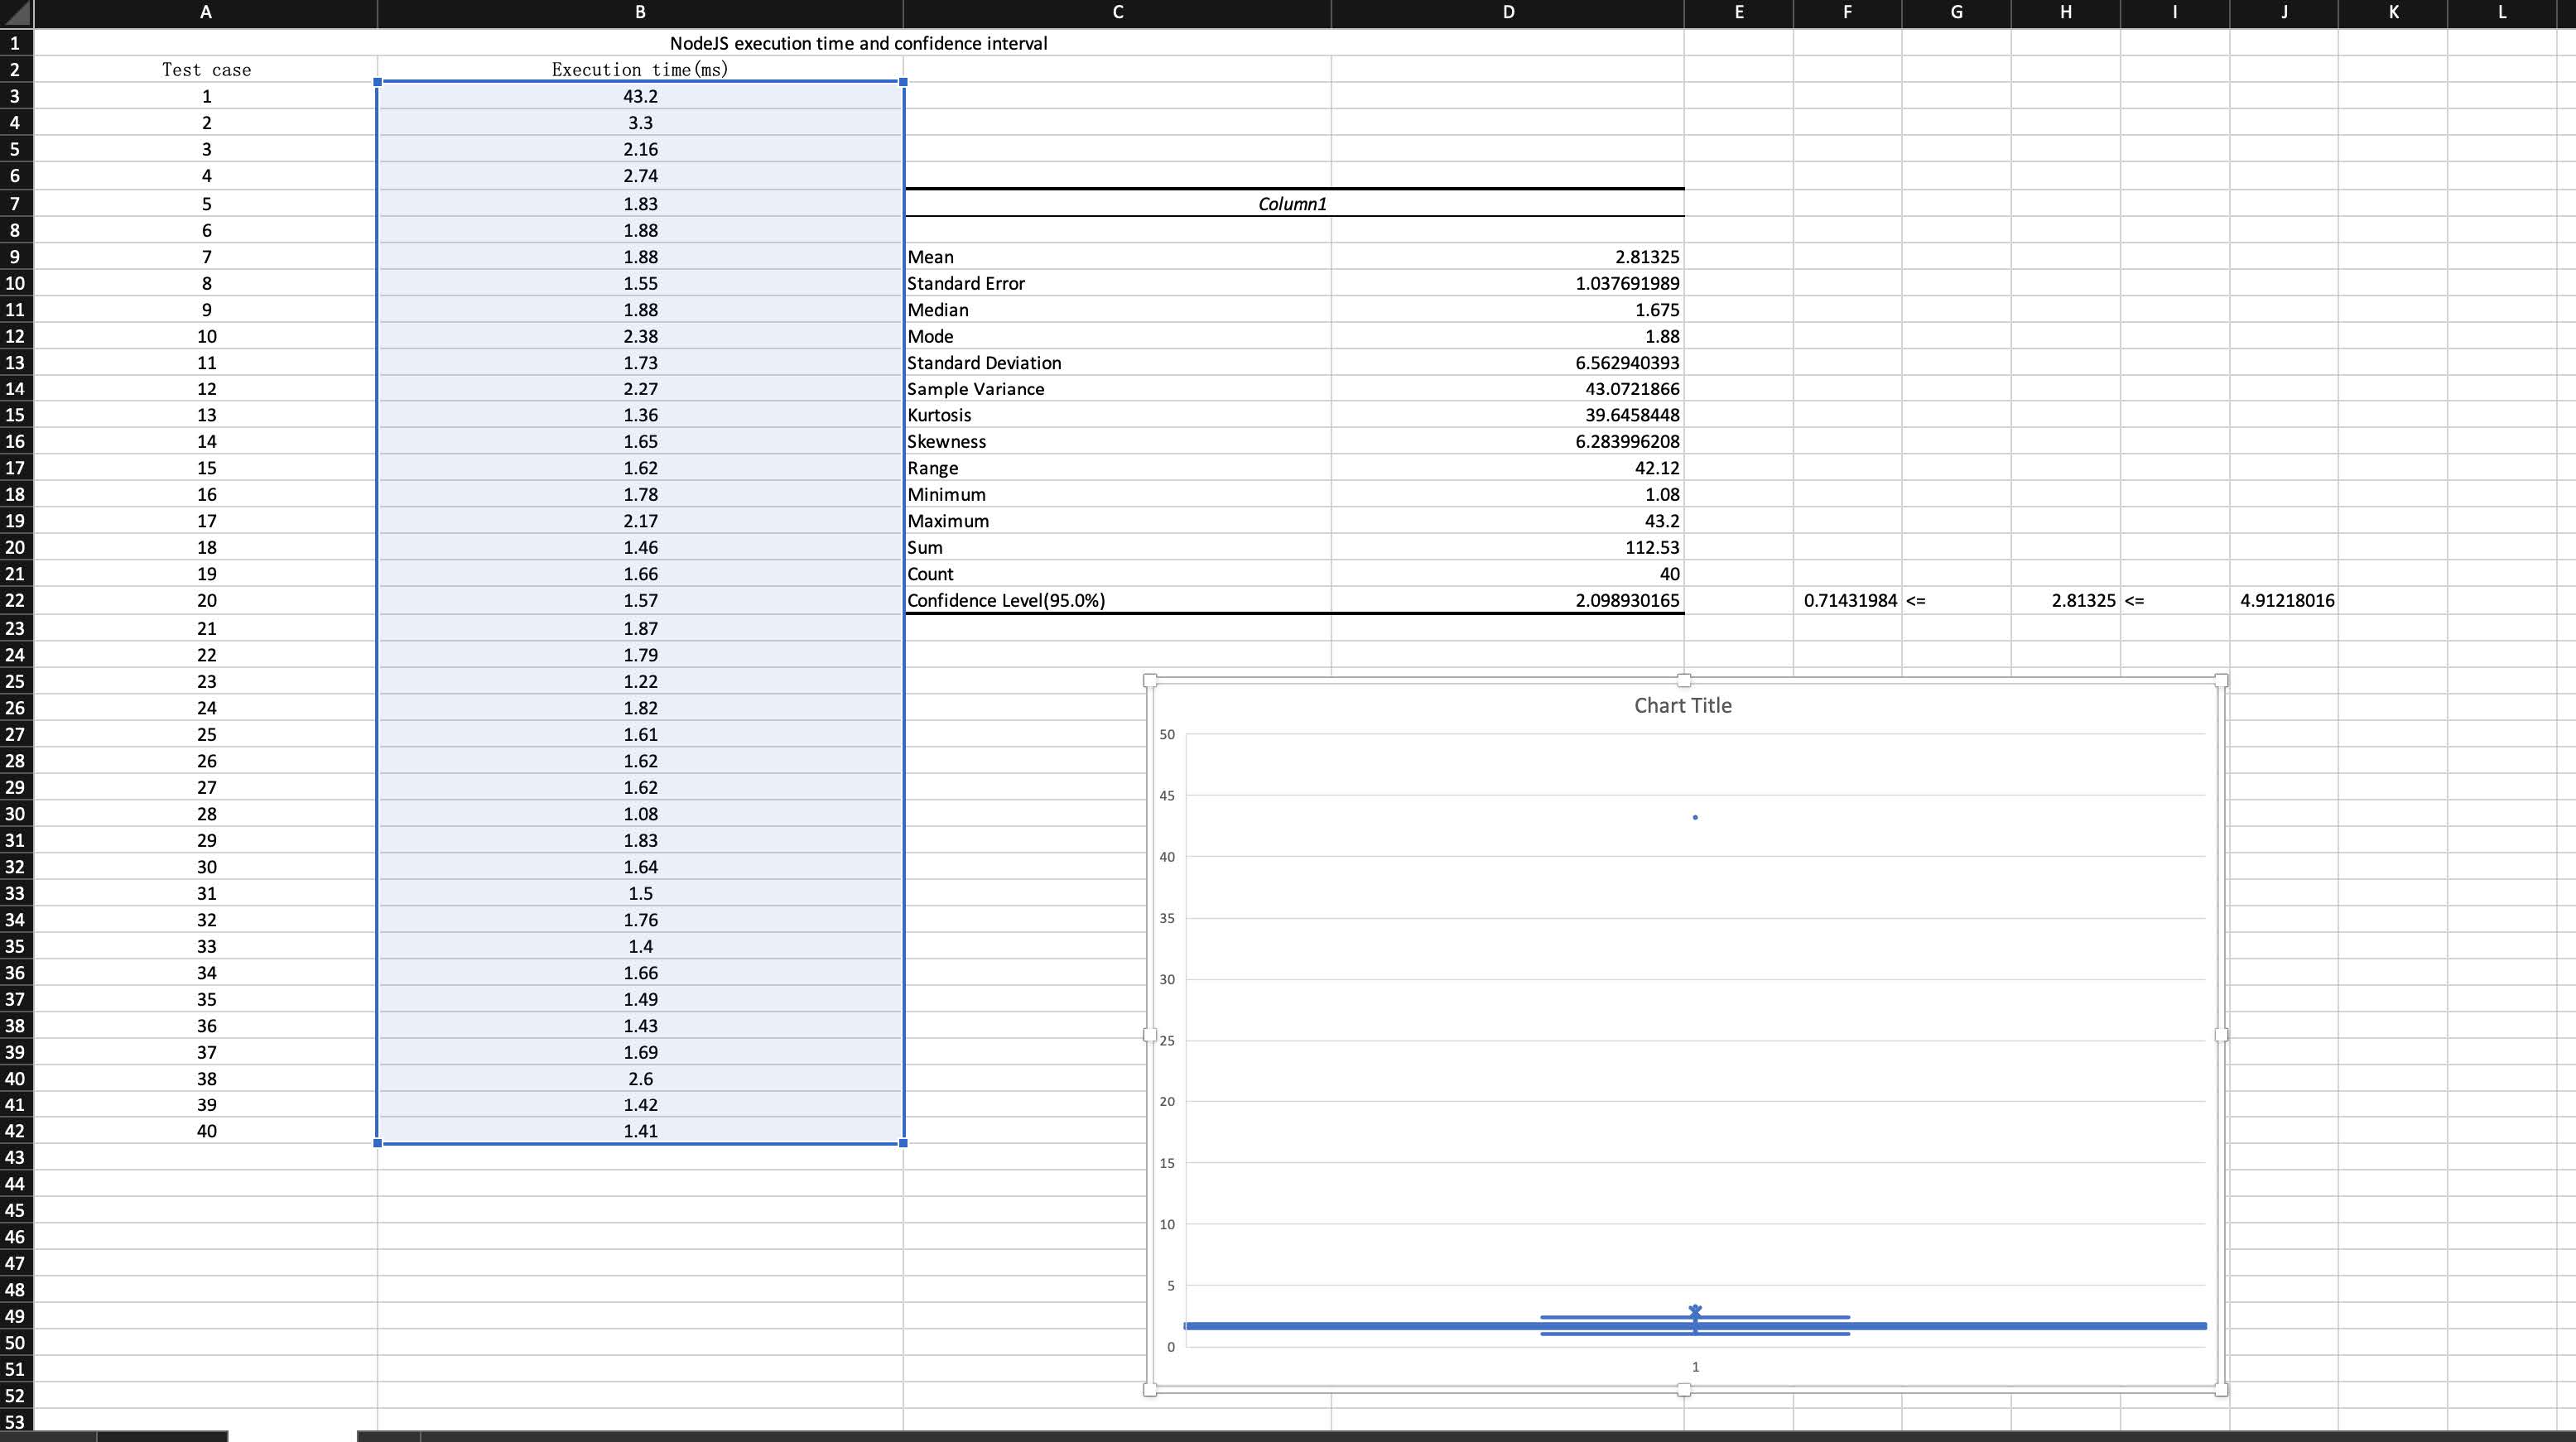 A B C D E F G H I J K L
1 NodeJS execution time and confidence interval
2 Test case Execution time(ms)
3 1 43.2
4 2 3.3
5 3 2.16
6 4 2.74
7 5 1.83 Column1
8 6 1.88
9 7 1.88 Mean 2.81325
10 8 1.55 Standard Error 1.037691989
11 9 1.88 Median 1.675
12 10 2.38 Mode 1.88
13 11 1.73 Standard Deviation 6.562940393
14 12 2.27 Sample Variance 43.0721866
15 13 1.36 Kurtosis 39.6458448
16 14 1.65 Skewness 6.283996208
17 15 1.62 Range 42.12
18 16 1.78 Minimum 1.08
19 17 2.17 Maximum 43.2
20 18 1.46 Sum 112.53
21 19 1.66 Count 40
22 20 1.57 Confidence Level(95.0%) 2.098930165 0.71431984 <= 2.81325 <= 4.91218016
23 21 1.87
24 22 1.79
25 23 1.22
26 24 1.82
27 25 1.61
28 26 1.62
29 27 1.62
30 28 1.08
31 29 1.83
32 30 1.64
33 31 1.5
34 32 1.76
35 33 1.4
36 34 1.66
37 35 1.49
38 36 1.43
39 37 1.69
40 38 2.6
41 39 1.42
42 40 1.41
43
44
45
46
47
48
49
50
51
52
53
Chart Title
50
45
40
35
30
25
20
15
10
5
0
1